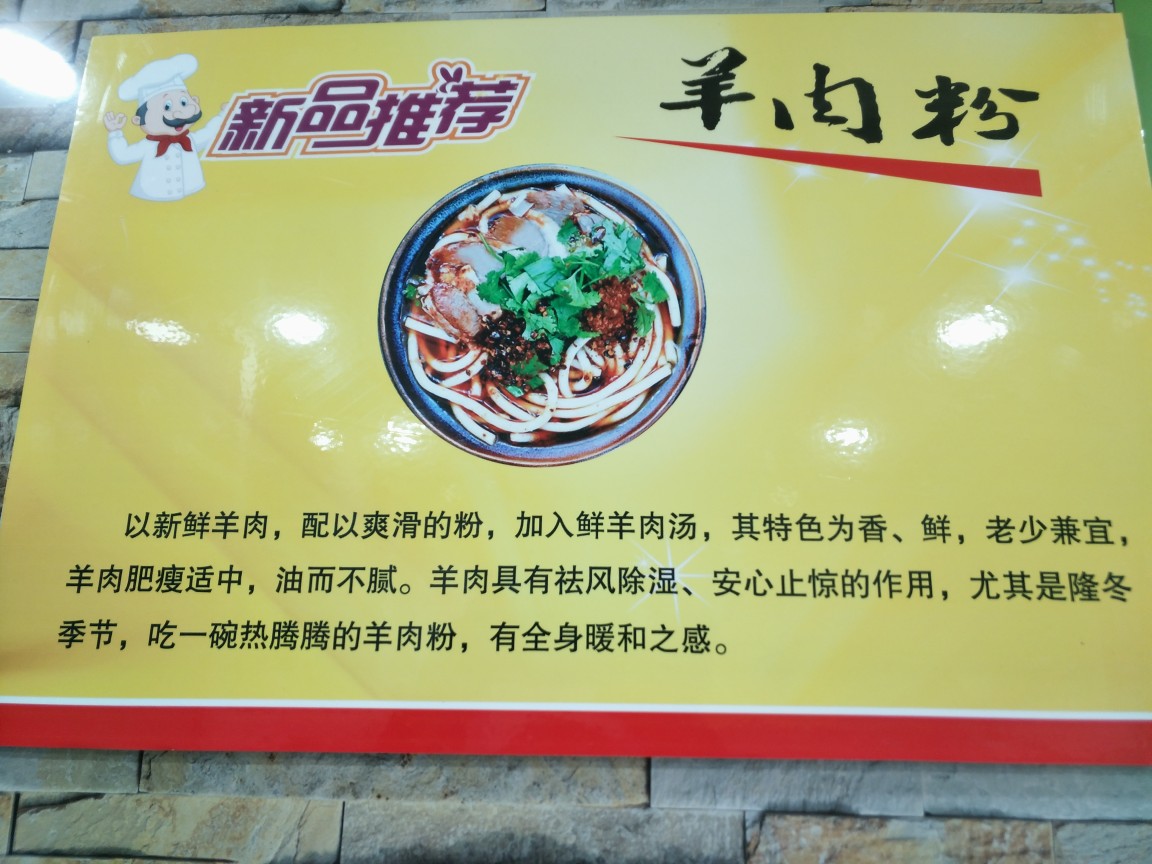 新品推荐
羊肉粉
以新鲜羊肉，配以爽滑的粉，加入鲜羊肉汤，其特色为香、鲜，老少兼宜，
羊肉肥瘦适中，油而不腻。羊肉具有祛风除湿、安心止惊的作用，尤其是隆冬
季节，吃一碗热腾腾的羊肉粉，有全身暖和之感。